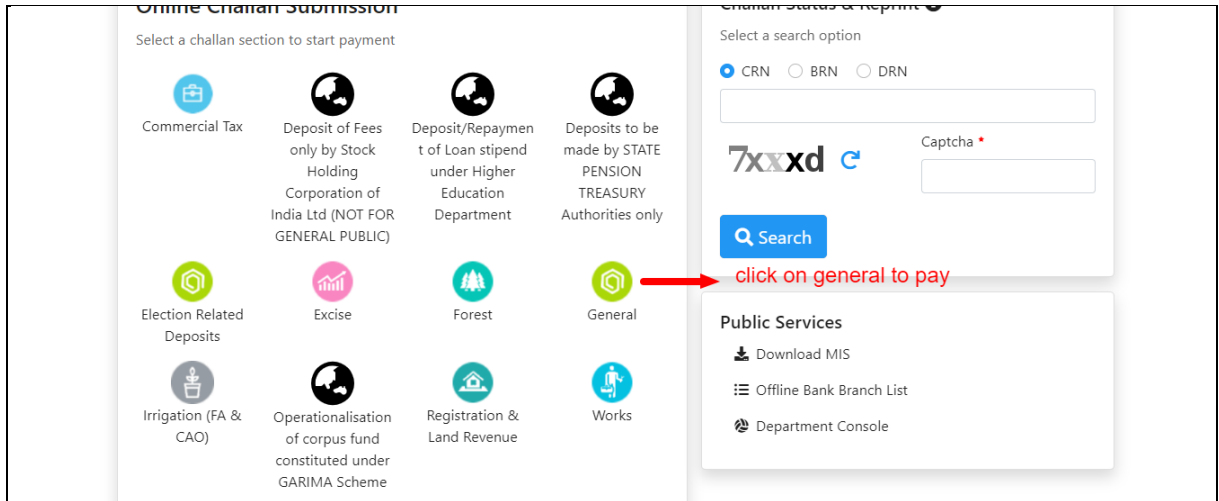 Online Challan Submission
Select a challan section to start payment
Commercial Tax
Deposit of Fees
only by Stock
Holding
Corporation of
India Ltd (NOT FOR
GENERAL PUBLIC)
Deposit/Repaymen
t of Loan stipend
under Higher
Education
Department
Deposits to be
made by STATE
PENSION
TREASURY
Authorities only
Election Related
Deposits
Excise
Forest
General
Irrigation (FA &
CAO)
Operationalisation
of corpus fund
constituted under
GARIMA Scheme
Registration &
Land Revenue
Works
Challan Status & Reprint
Select a search option
CRN
BRN
DRN
7xxxd
Captcha *
Search
click on general to pay
Public Services
Download MIS
Offline Bank Branch List
Department Console